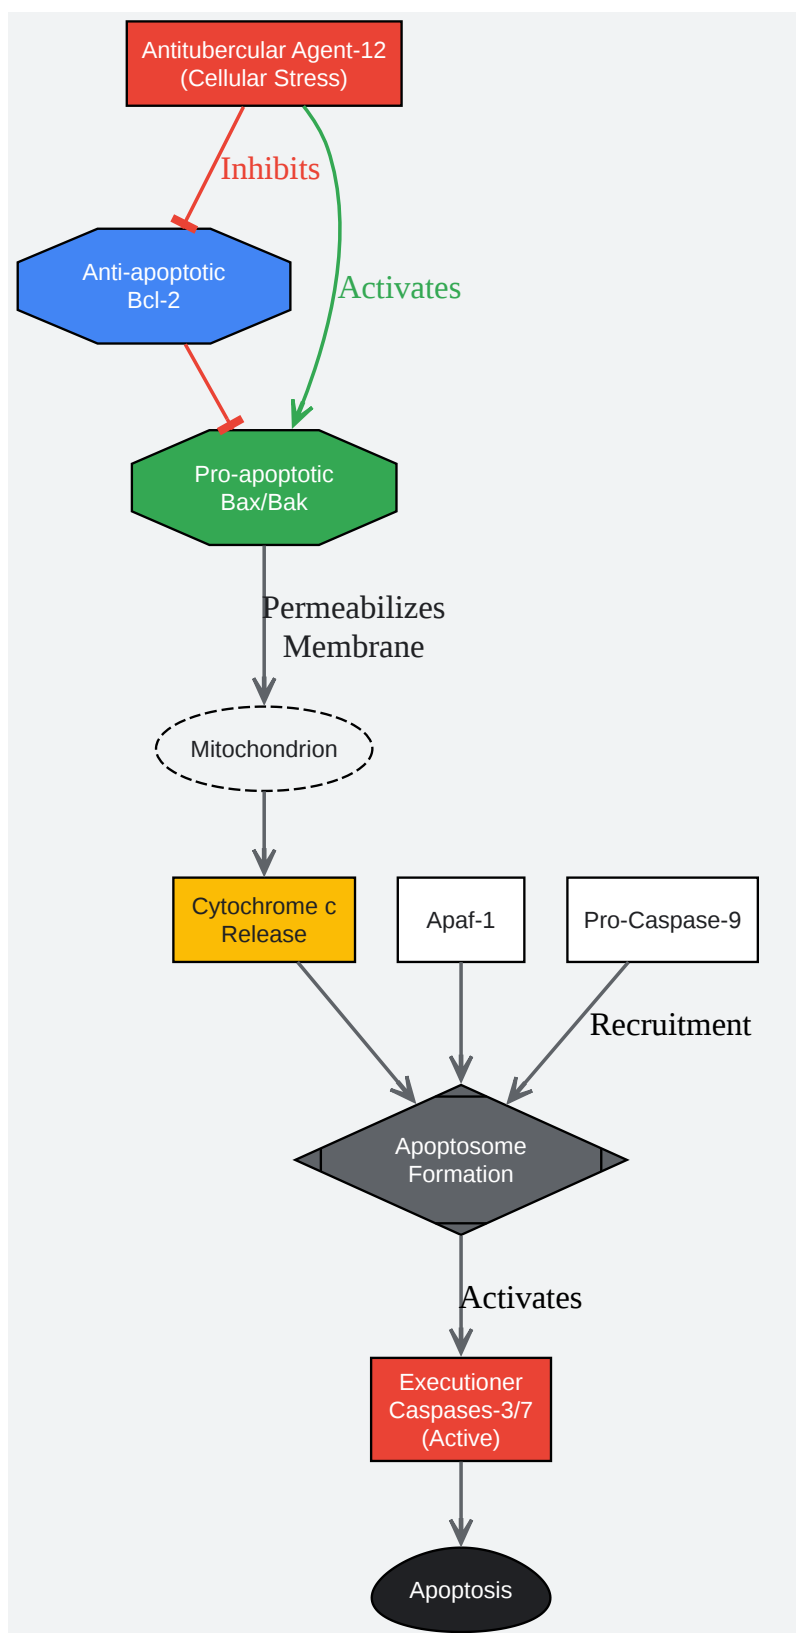 Antitubercular Agent-12
(Cellular Stress)
Inhibits
Anti-apoptotic
Bcl-2
Activates
Pro-apoptotic
Bax/Bak
Permeabilizes
Membrane
Mitochondrion
Cytochrome c
Release
Apaf-1
Pro-Caspase-9
Recruitment
Apoptosome
Formation
Activates
Executioner
Caspases-3/7
(Active)
Apoptosis